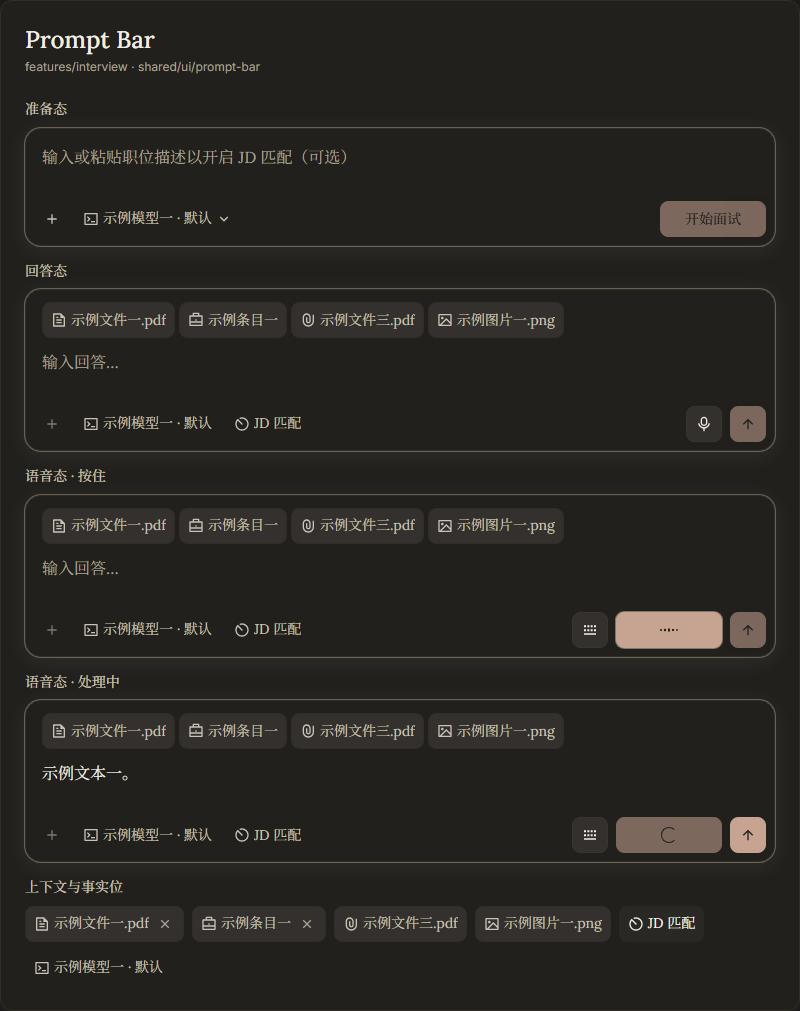 Prompt Bar
features/interview · shared/ui/prompt-bar
准备态
输入或粘贴职位描述以开启 JD 匹配（可选）
示例模型一 · 默认 开始面试
回答态
示例文件一.pdf 示例条目一 示例文件三.pdf 示例图片一.png
输入回答...
示例模型一 · 默认 JD 匹配
语音态 · 按住
示例文件一.pdf 示例条目一 示例文件三.pdf 示例图片一.png
输入回答...
示例模型一 · 默认 JD 匹配
语音态 · 处理中
示例文件一.pdf 示例条目一 示例文件三.pdf 示例图片一.png
示例文本一。
示例模型一 · 默认 JD 匹配
上下文与事实位
示例文件一.pdf 示例条目一 示例文件三.pdf 示例图片一.png JD 匹配
示例模型一 · 默认